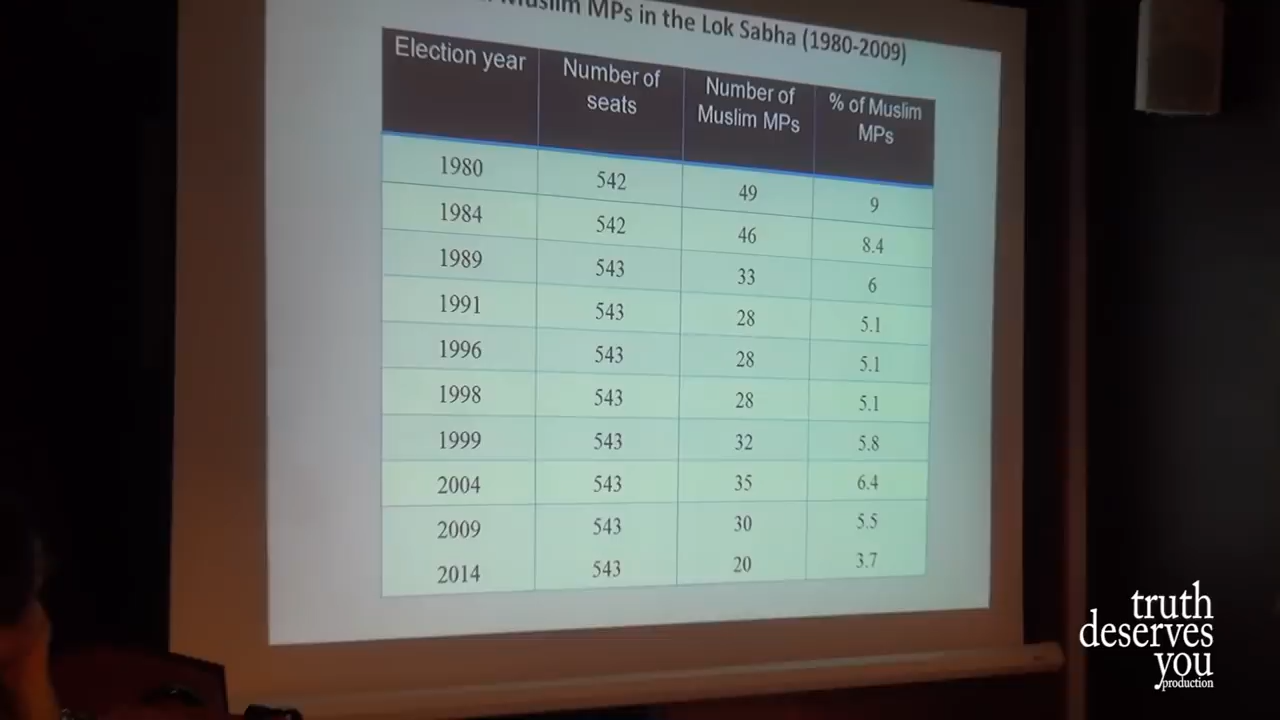 Muslim MPs in the Lok Sabha (1980-2009)
Election year Number of seats Number of Muslim MPs % of Muslim MPs
1980 542 49 9
1984 542 46 8.4
1989 543 33 6
1991 543 28 5.1
1996 543 28 5.1
1998 543 28 5.1
1999 543 32 5.8
2004 543 35 6.4
2009 543 30 5.5
2014 543 20 3.7
truth
deserves
you
production